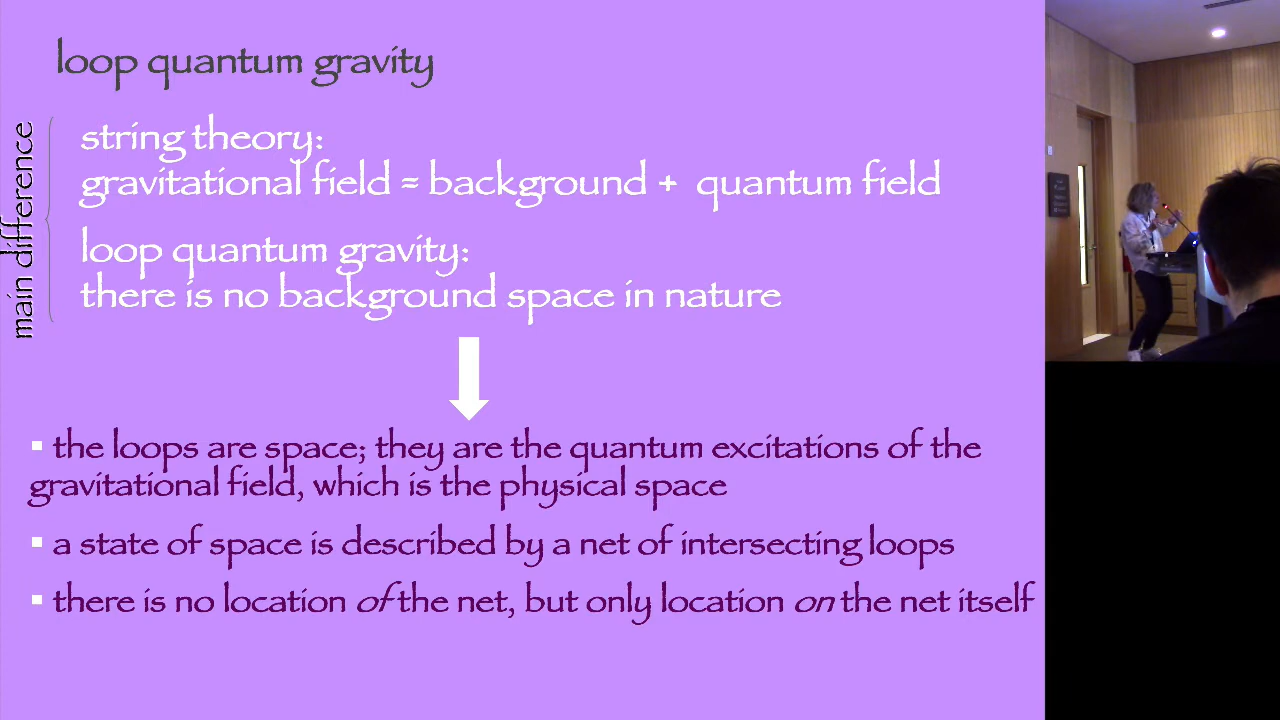 loop quantum gravity
main difference
string theory:
gravitational field = background + quantum field
loop quantum gravity:
there is no background space in nature
▪ the loops are space; they are the quantum excitations of the
gravitational field, which is the physical space
▪ a state of space is described by a net of intersecting loops
▪ there is no location of the net, but only location on the net itself